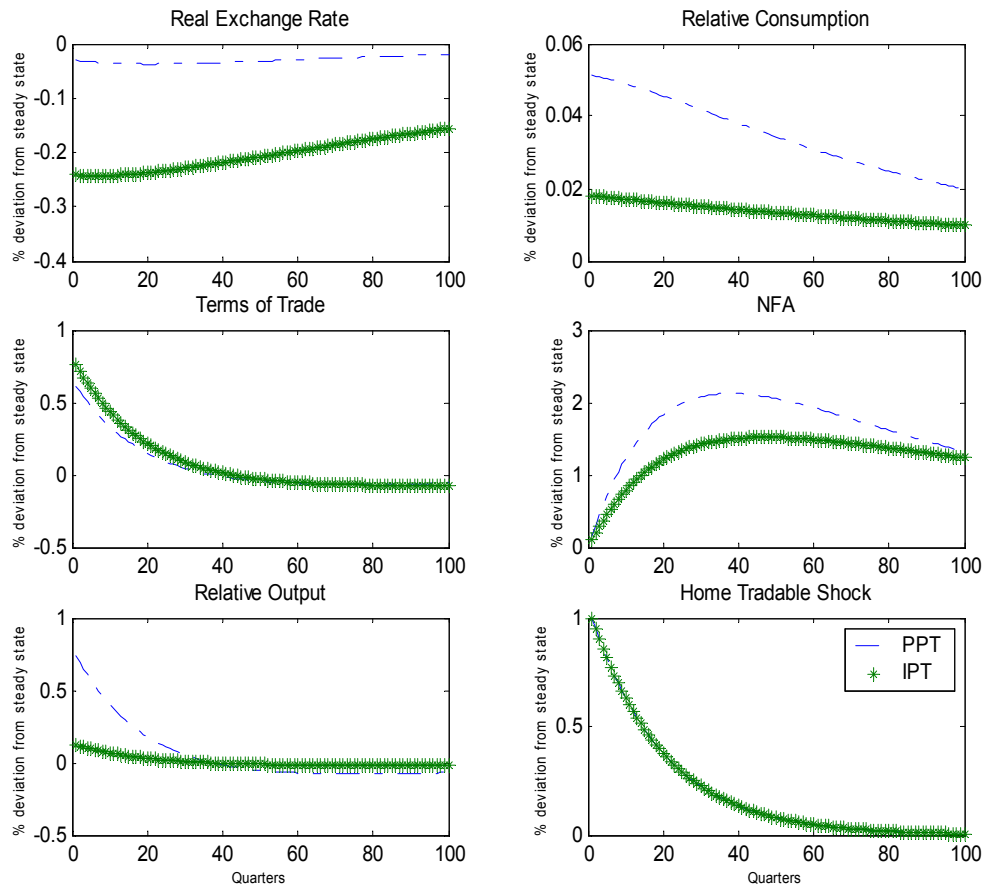 Real Exchange Rate
% deviation from steady state
0
-0.1
-0.2
-0.3
-0.4
0 20 40 60 80 100
Relative Consumption
% deviation from steady state
0.06
0.04
0.02
0
0 20 40 60 80 100
Terms of Trade
% deviation from steady state
1
0.5
0
-0.5
0 20 40 60 80 100
NFA
% deviation from steady state
3
2
1
0
0 20 40 60 80 100
Relative Output
% deviation from steady state
1
0.5
0
-0.5
0 20 40 60 80 100
Quarters
Home Tradable Shock
% deviation from steady state
1
0.5
0
PPT
IPT
0 20 40 60 80 100
Quarters